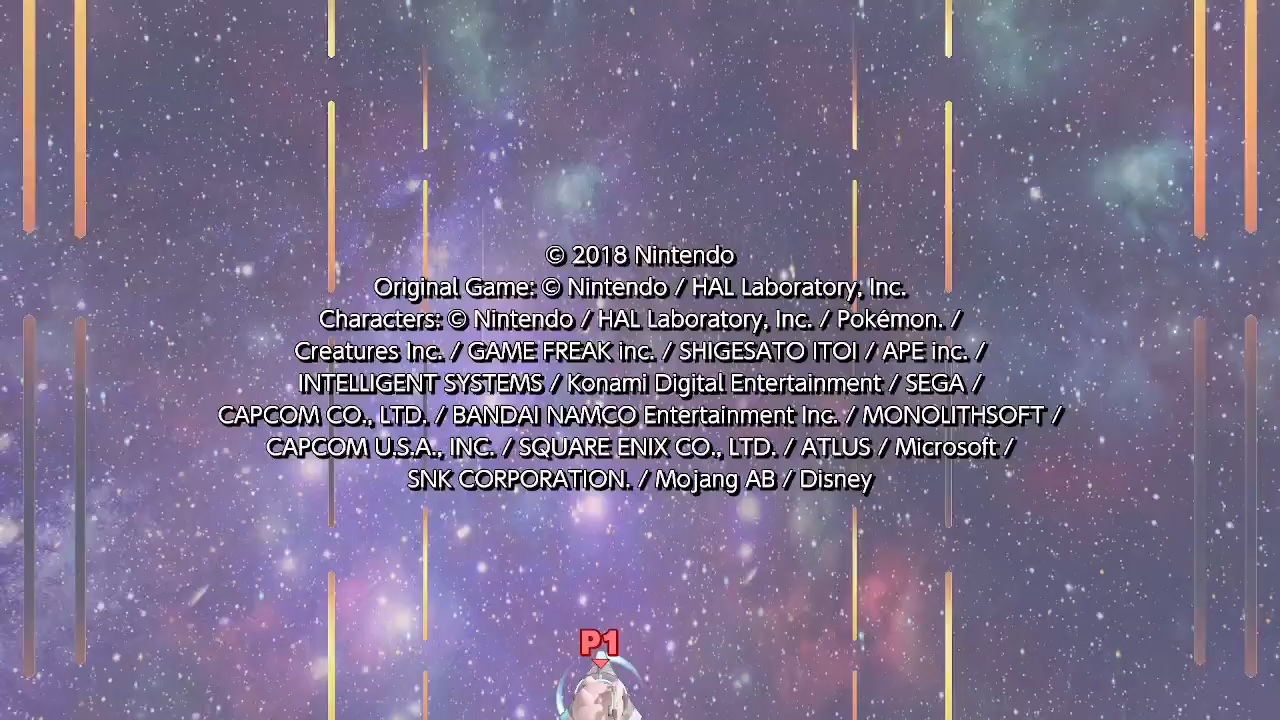 © 2018 Nintendo
Original Game: © Nintendo / HAL Laboratory, Inc.
Characters: © Nintendo / HAL Laboratory, Inc. / Pokémon. /
Creatures Inc. / GAME FREAK inc. / SHIGESATO ITOI / APE inc. /
INTELLIGENT SYSTEMS / Konami Digital Entertainment / SEGA /
CAPCOM CO., LTD. / BANDAI NAMCO Entertainment Inc. / MONOLITHSOFT /
CAPCOM U.S.A., INC. / SQUARE ENIX CO., LTD. / ATLUS / Microsoft /
SNK CORPORATION. / Mojang AB / Disney
P1